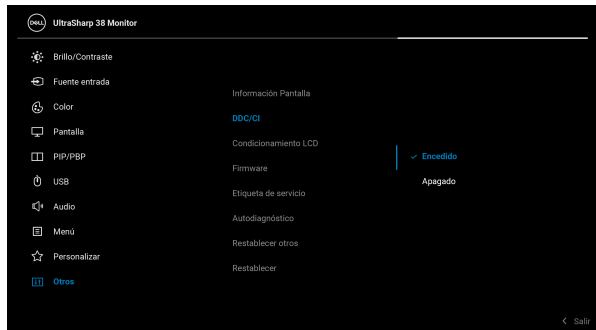 DELL UltraSharp 38 Monitor
Brillo/Contraste
Fuente entrada
Color
Pantalla
PIP/PBP
USB
Audio
Menú
Personalizar
Otros
Información Pantalla
DDC/CI
Condicionamiento LCD
Firmware
Etiqueta de servicio
Autodiagnóstico
Restablecer otros
Restablecer
Encedido
Apagado
Salir